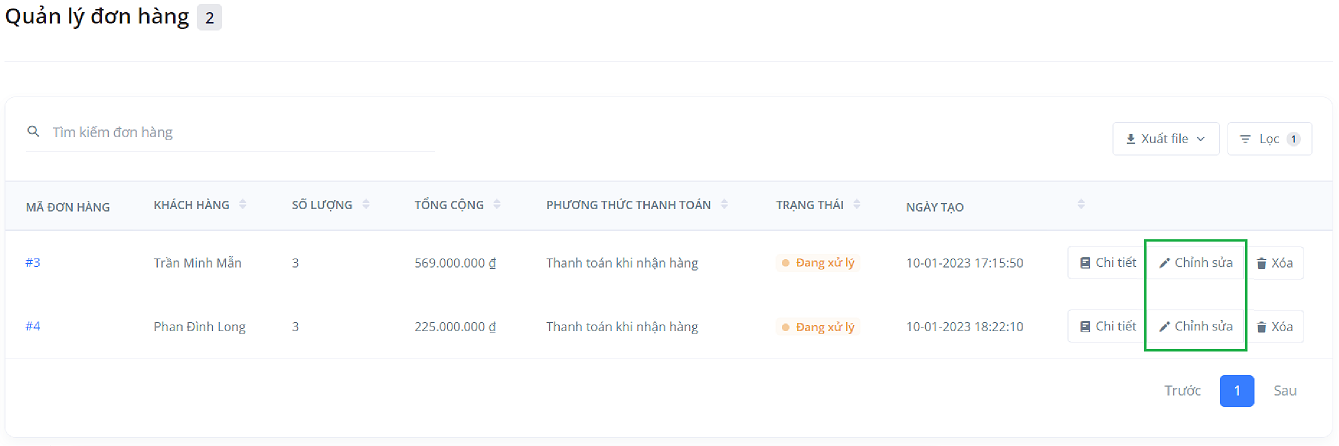 Quản lý đơn hàng 2
Tìm kiếm đơn hàng
Xuất file Lọc 1
MÃ ĐƠN HÀNG KHÁCH HÀNG SỐ LƯỢNG TỔNG CỘNG PHƯƠNG THỨC THANH TOÁN TRẠNG THÁI NGÀY TẠO
#3 Trần Minh Mẫn 3 569.000.000 ₫ Thanh toán khi nhận hàng Đang xử lý 10-01-2023 17:15:50 Chi tiết Chỉnh sửa Xóa
#4 Phan Đình Long 3 225.000.000 ₫ Thanh toán khi nhận hàng Đang xử lý 10-01-2023 18:22:10 Chi tiết Chỉnh sửa Xóa
Trước 1 Sau